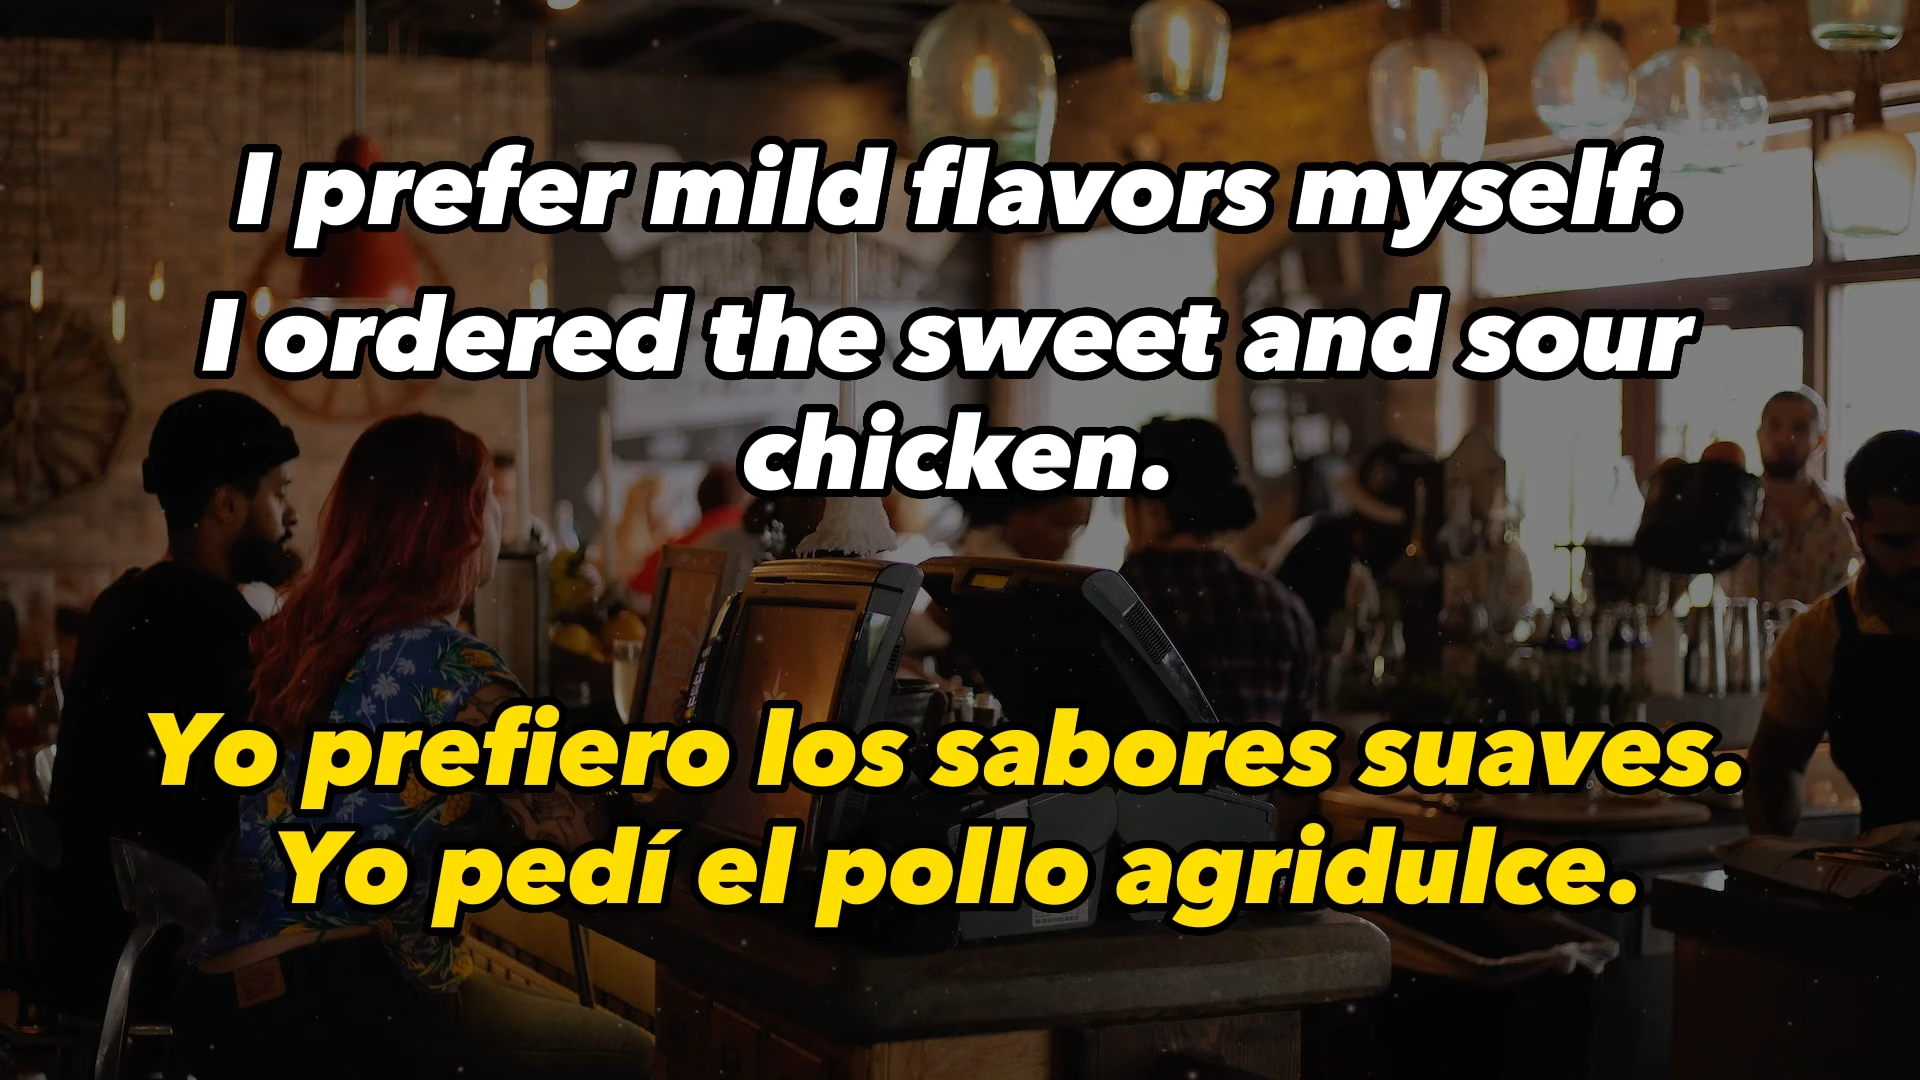 I prefer mild flavors myself.
I ordered the sweet and sour
chicken.
Yo prefiero los sabores suaves.
Yo pedí el pollo agridulce.